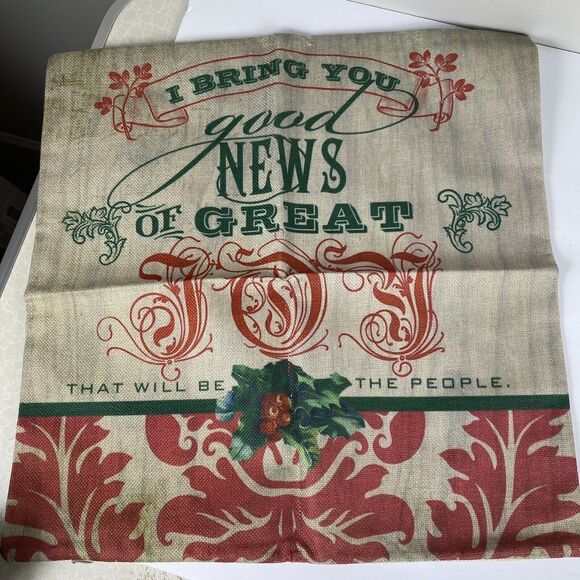 I BRING YOU
good
NEWS
OF GREAT
JOY
THAT WILL BE THE PEOPLE.